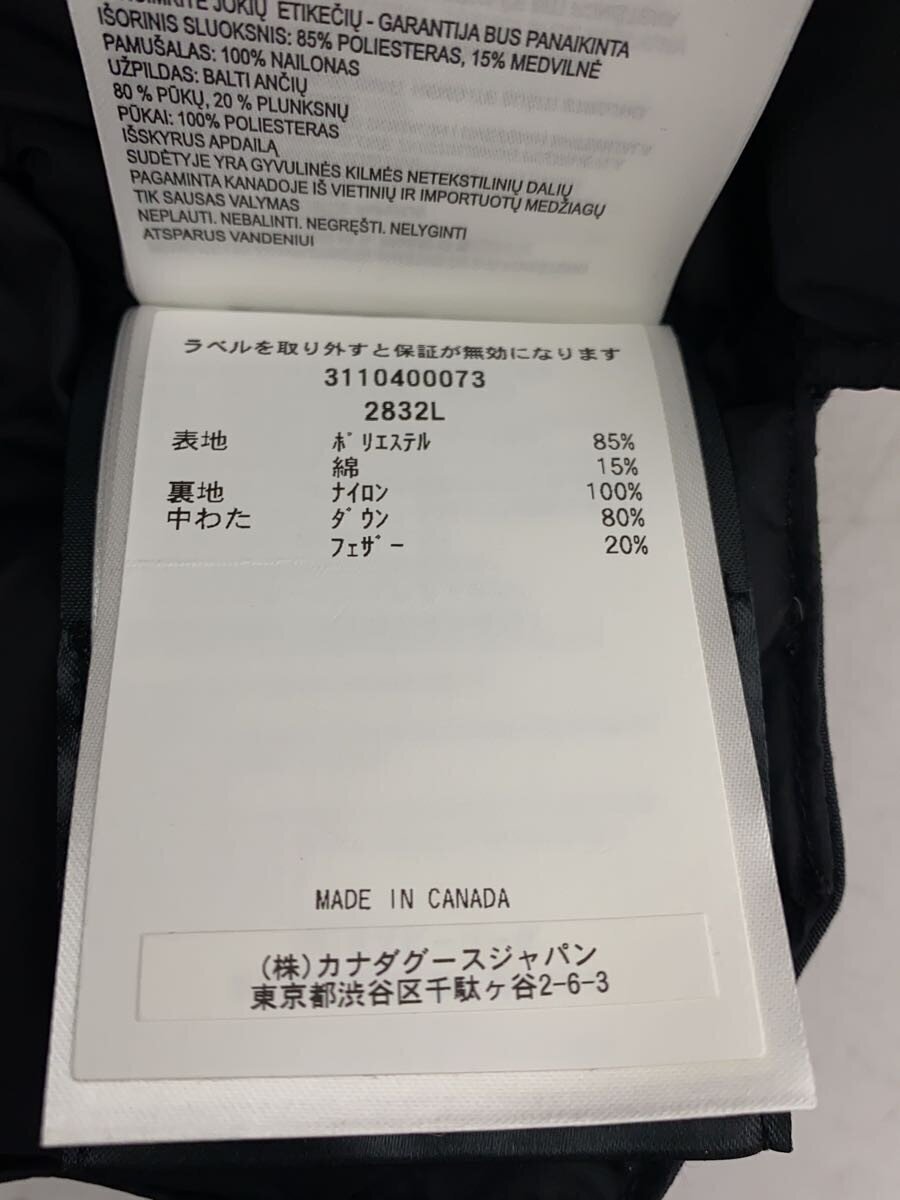 JOKIŲ ETIKEČIŲ - GARANTIJA BUS PANAIKINTA
IŠORINIS SLUOKSNIS: 85% POLIESTERAS, 15% MEDVILNĖ
PAMUŠALAS: 100% NAILONAS
UŽPILDAS: BALTI ANČIŲ
80 % PŪKŲ, 20 % PLUNKSNŲ
PŪKAI: 100% POLIESTERAS
IŠSKYRUS APDAILĄ
SUDĖTYJE YRA GYVULINĖS KILMĖS NETEKSTILINIŲ DALIŲ
PAGAMINTA KANADOJE IŠ VIETINIŲ IR IMPORTUOTŲ MEDŽIAGŲ
TIK SAUSAS VALYMAS
NEPLAUTI. NEBALINTI. NEGRĘŠTI. NELYGINTI
ATSPARUS VANDENIUI
ラベルを取り外すと保証が無効になります
3110400073
2832L
表地 ﾎﾟﾘｴｽﾃﾙ 85%
綿 15%
裏地 ﾅｲﾛﾝ 100%
中わた ﾀﾞｳﾝ 80%
ﾌｪｻﾞｰ 20%
MADE IN CANADA
(株)カナダグースジャパン
東京都渋谷区千駄ヶ谷2-6-3